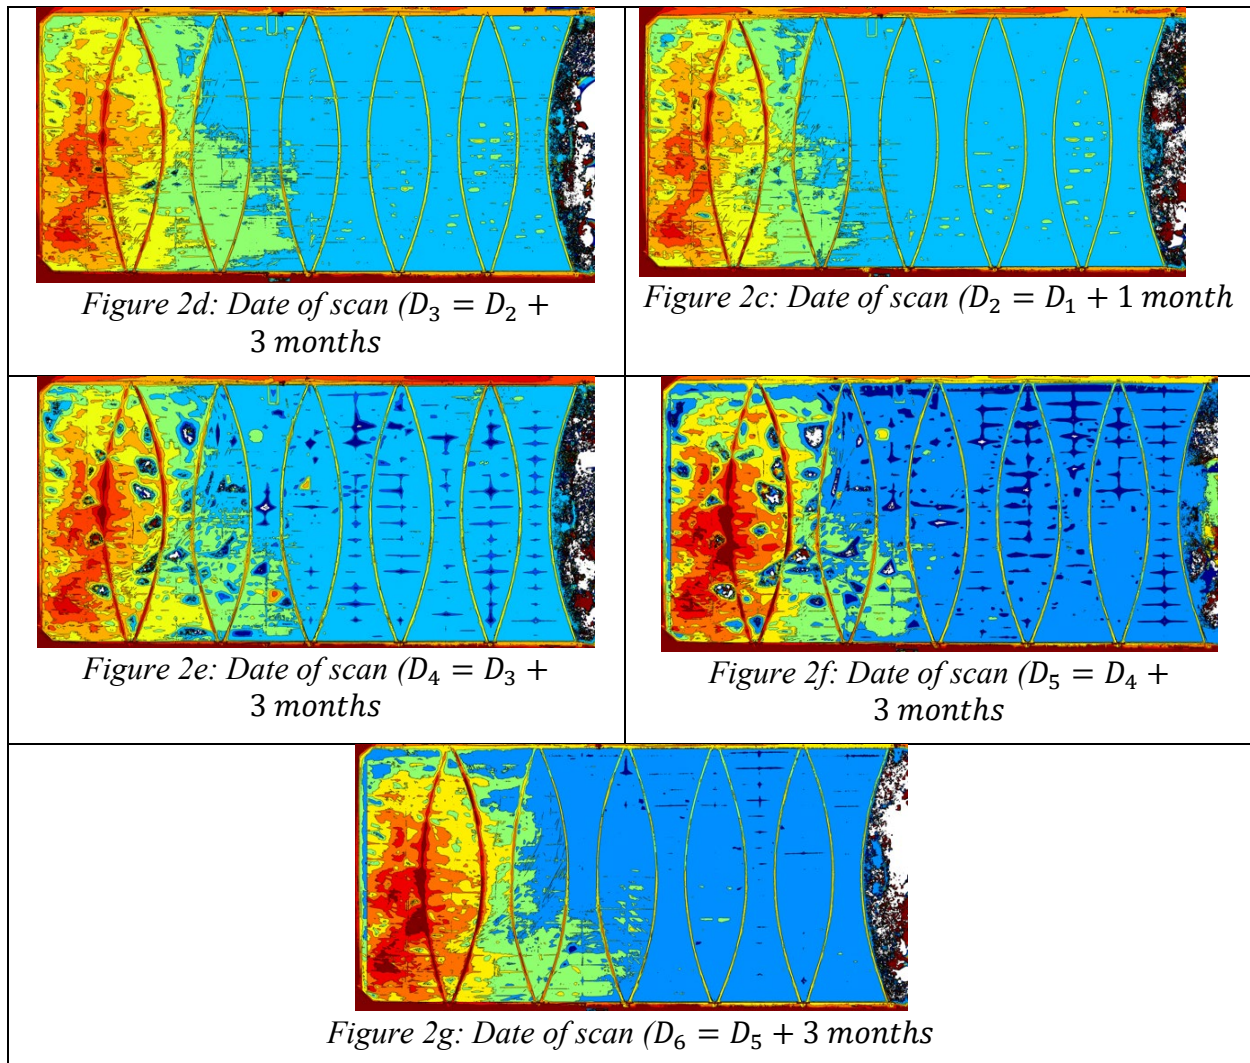 Figure 2d: Date of scan (D₃ = D₂ +
3 months
Figure 2c: Date of scan (D₂ = D₁ + 1 month
Figure 2e: Date of scan (D₄ = D₃ +
3 months
Figure 2f: Date of scan (D₅ = D₄ +
3 months
Figure 2g: Date of scan (D₆ = D₅ + 3 months